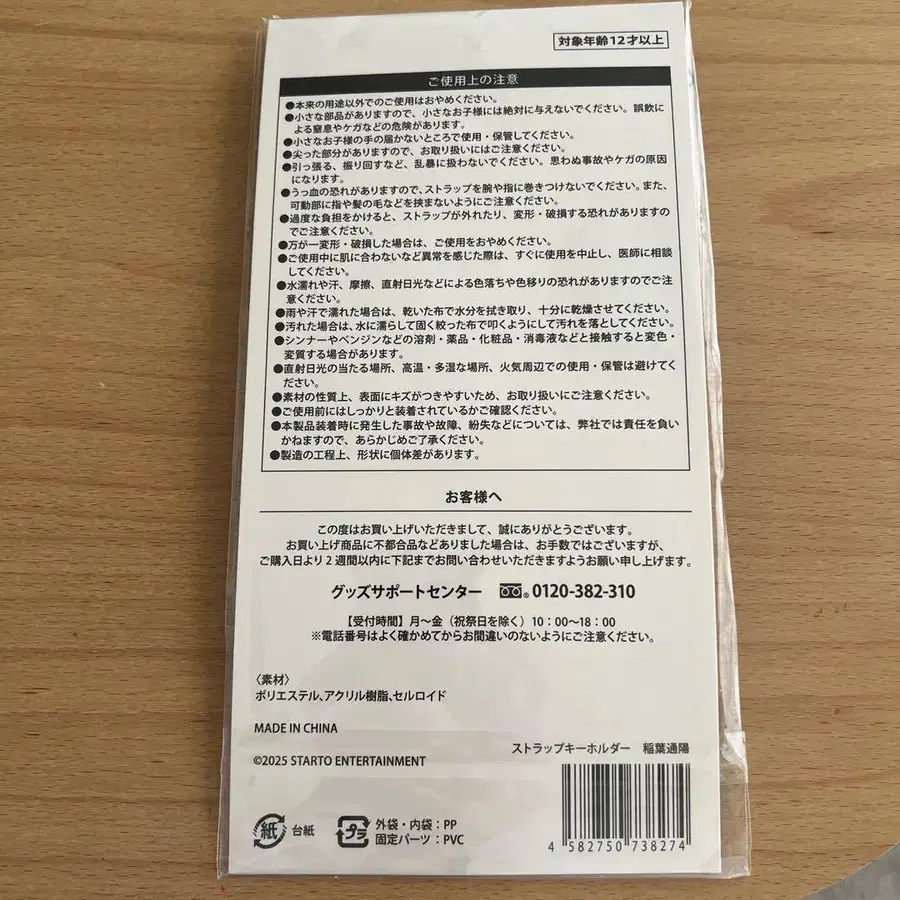 対象年齢12才以上
ご使用上の注意
●本来の用途以外でのご使用はおやめください。
●小さな部品がありますので、小さなお子様には絶対に与えないでください。誤飲に
よる窒息やケガなどの危険があります。
●小さなお子様の手の届かないところで使用・保管してください。
●尖った部分がありますので、お取り扱いにはご注意ください。
●引っ張る、振り回すなど、乱暴に扱わないでください。思わぬ事故やケガの原因
になります。
●うっ血の恐れがありますので、ストラップを腕や指に巻きつけないでください。また、
可動部に指や髪の毛などを挟まないようにご注意ください。
●過度な負担をかけると、ストラップが外れたり、変形・破損する恐れがありますの
でご注意ください。
●万が一変形・破損した場合は、ご使用をおやめください。
●ご使用中に肌に合わないなど異常を感じた際は、すぐに使用を中止し、医師に相談
してください。
●水濡れや汗、摩擦、直射日光などによる色落ちや色移りの恐れがありますのでご注
意ください。
●雨や汗で濡れた場合は、乾いた布で水分を拭き取り、十分に乾燥させてください。
●汚れた場合は、水に濡らして固く絞った布で叩くようにして汚れを落としてください。
●シンナーやベンジンなどの溶剤・薬品・化粧品・消毒液などと接触すると変色・
変質する場合があります。
●直射日光の当たる場所、高温・多湿な場所、火気周辺での使用・保管は避けてく
ださい。
●素材の性質上、表面にキズがつきやすいため、お取り扱いにご注意ください。
●ご使用前にはしっかりと装着されているかご確認ください。
●本製品装着時に発生した事故や故障、紛失などについては、弊社では責任を負い
かねますので、あらかじめご了承ください。
●製造の工程上、形状に個体差があります。
お客様へ
この度はお買い上げいただきまして、誠にありがとうございます。
お買い上げ商品に不都合品などありました場合は、お手数ではございますが、
ご購入日より2週間以内に下記までお問い合わせいただきますようお願い申し上げます。
グッズサポートセンター ® 0120-382-310
【受付時間】月〜金（祝祭日を除く）10：00〜18：00
※電話番号はよく確かめてからお間違いのないようにご注意ください。
〈素材〉
ポリエステル、アクリル樹脂、セルロイド
MADE IN CHINA
ストラップキーホルダー 稲葉通陽
©2025 STARTO ENTERTAINMENT
紙 台紙
プラ 外袋・内袋：PP
固定パーツ：PVC
4 582750 738274